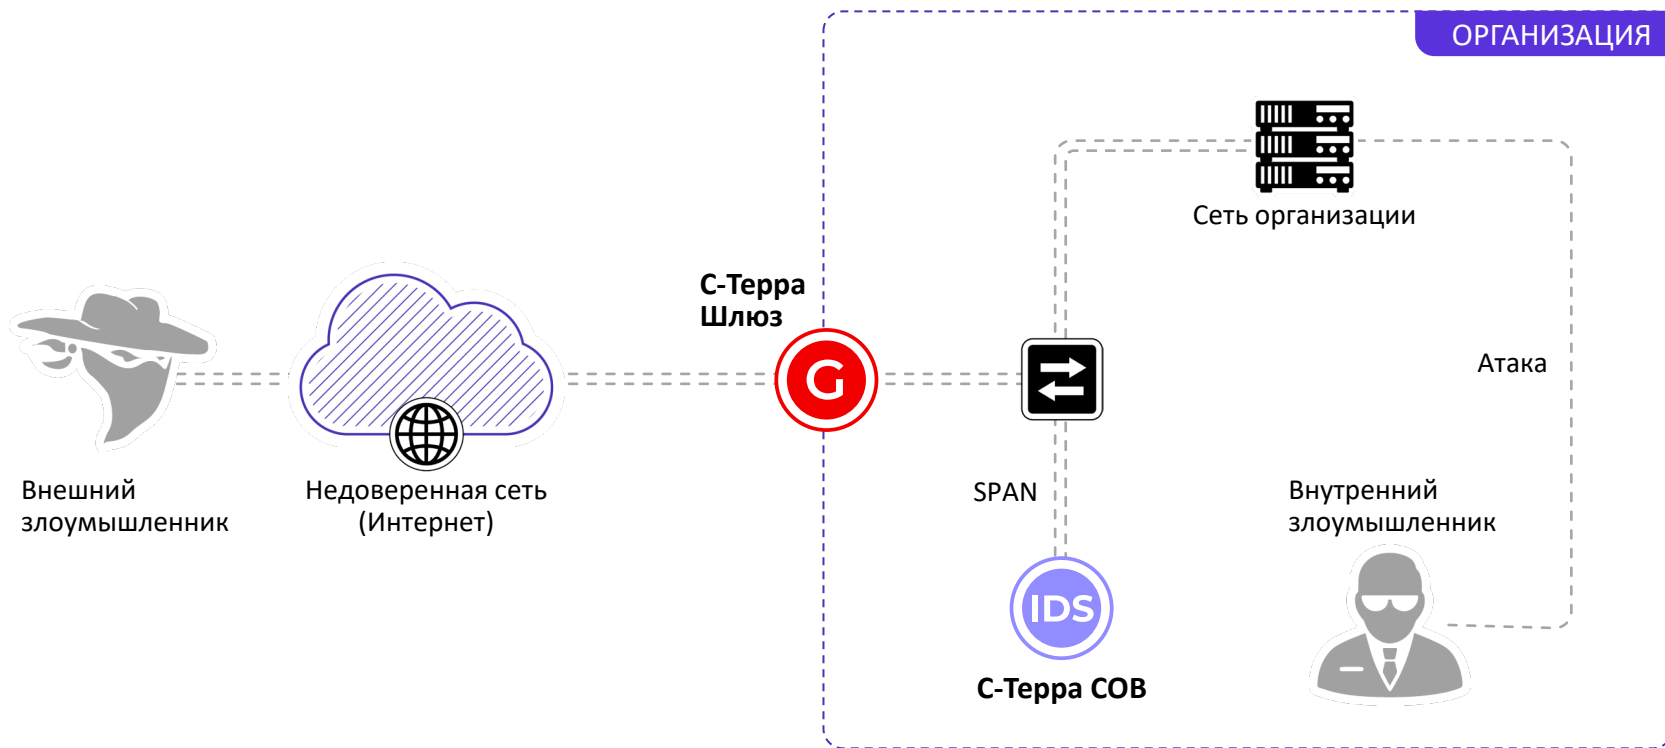 ОРГАНИЗАЦИЯ
Сеть организации
С-Терра
Шлюз
G
Атака
Внешний
злоумышленник
Недоверенная сеть
(Интернет)
SPAN
Внутренний
злоумышленник
IDS
С-Терра СОВ